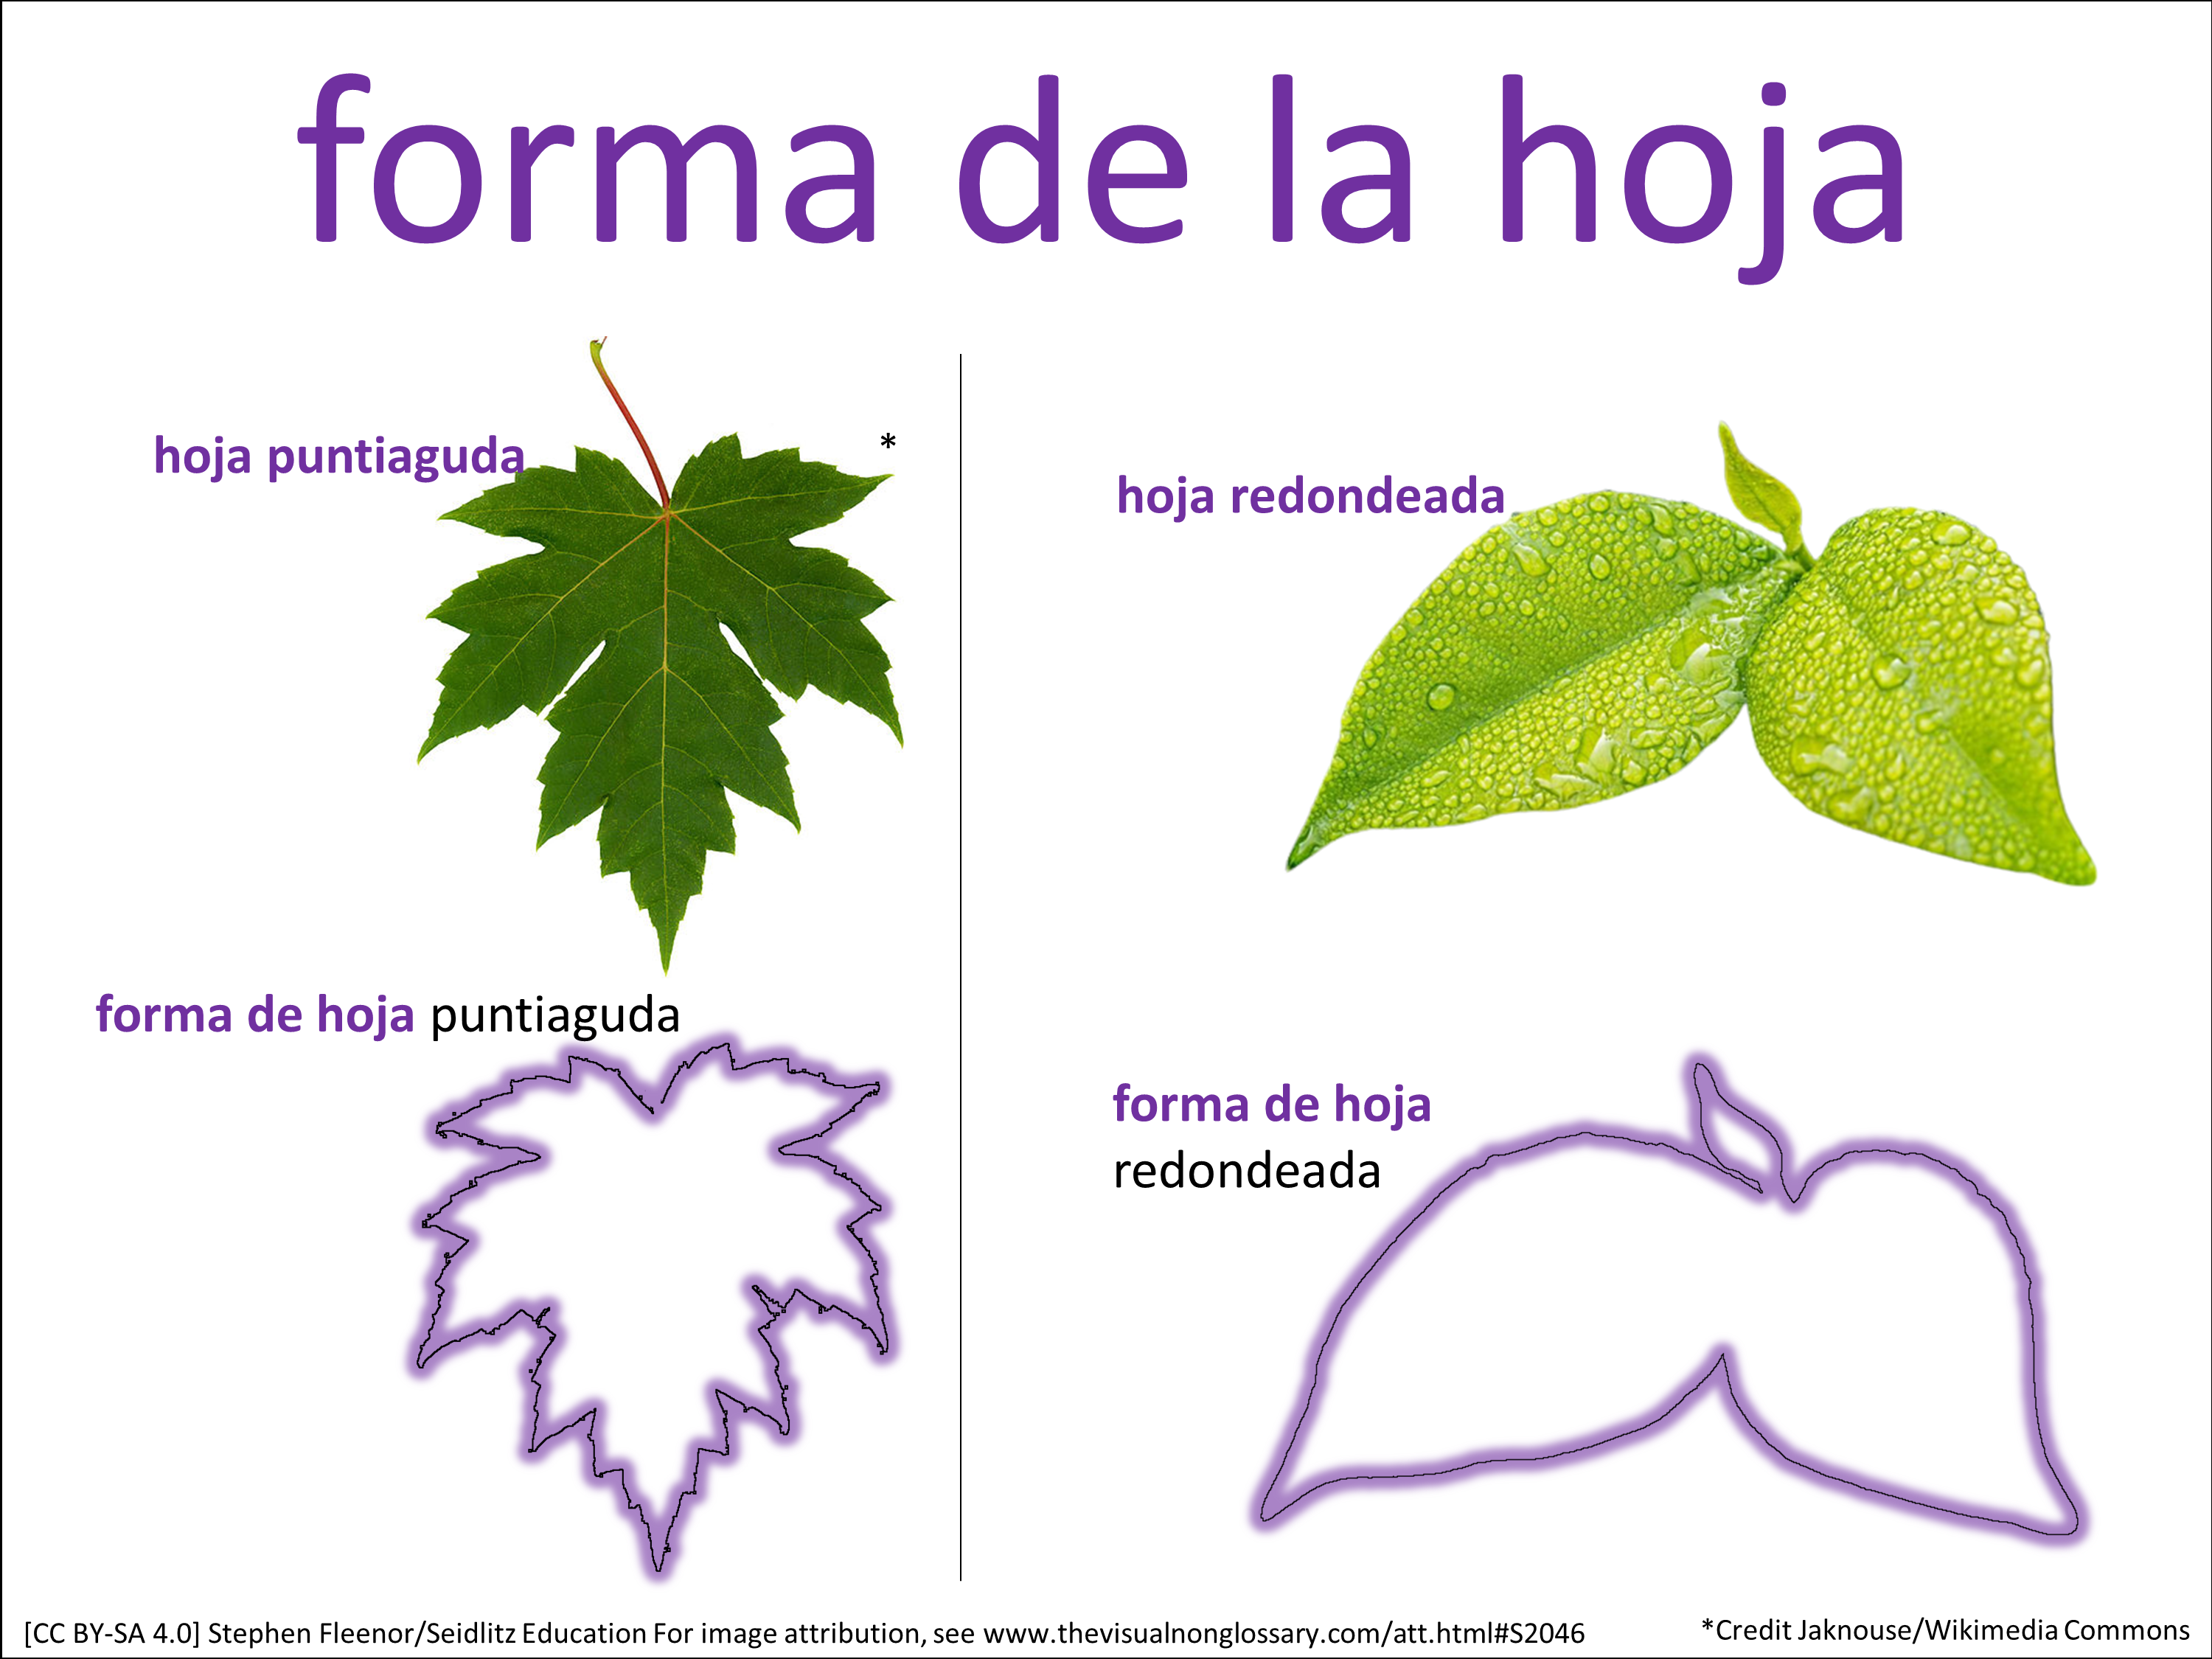 forma de la hoja
hoja puntiaguda
*
forma de hoja puntiaguda
hoja redondeada
forma de hoja
redondeada
[CC BY-SA 4.0] Stephen Fleenor/Seidlitz Education For image attribution, see www.thevisualnonglossary.com/att.html#S2046
*Credit Jaknouse/Wikimedia Commons